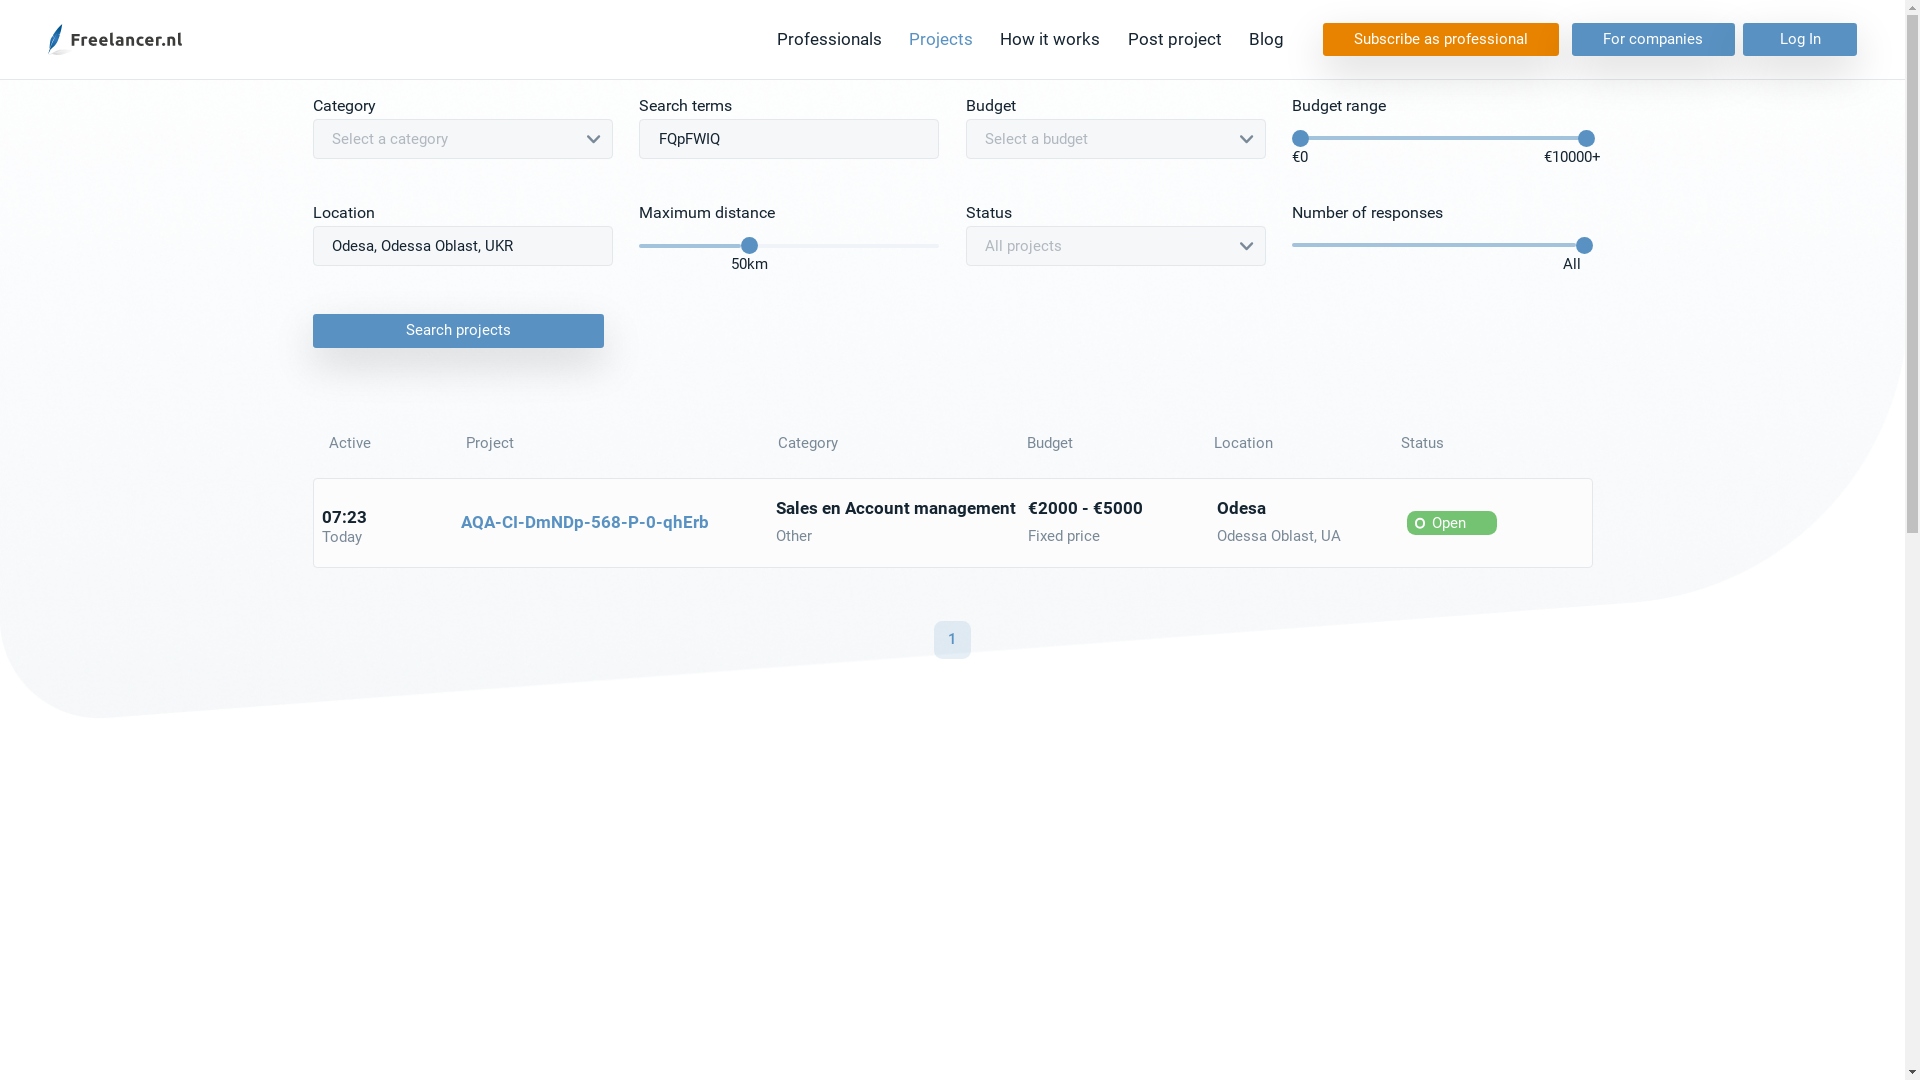 Freelancer.nl
Professionals Projects How it works Post project Blog Subscribe as professional For companies Log In
Category Search terms Budget Budget range
Select a category FQpFWIQ Select a budget
€0 €10000+
Location Maximum distance Status Number of responses
Odesa, Odessa Oblast, UKR All projects
50km All
Search projects
Active Project Category Budget Location Status
07:23 AQA-CI-DmNDp-568-P-0-qhErb Sales en Account management €2000 - €5000 Odesa Open
Today Other Fixed price Odessa Oblast, UA
1